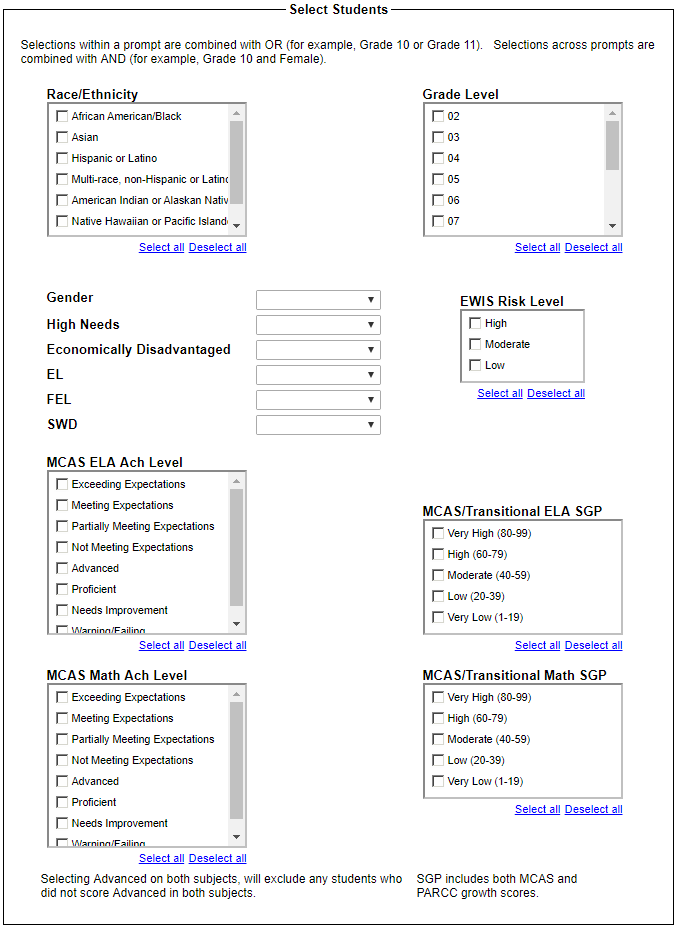 Select Students
Selections within a prompt are combined with OR (for example, Grade 10 or Grade 11).   Selections across prompts are
combined with AND (for example, Grade 10 and Female).
Race/Ethnicity
African American/Black
Asian
Hispanic or Latino
Multi-race, non-Hispanic or Latino
American Indian or Alaskan Nativ
Native Hawaiian or Pacific Islande
Select all Deselect all
Grade Level
02
03
04
05
06
07
Select all Deselect all
Gender
High Needs
Economically Disadvantaged
EL
FEL
SWD
EWIS Risk Level
High
Moderate
Low
Select all Deselect all
MCAS ELA Ach Level
Exceeding Expectations
Meeting Expectations
Partially Meeting Expectations
Not Meeting Expectations
Advanced
Proficient
Needs Improvement
Warning/Failing
Select all Deselect all
MCAS/Transitional ELA SGP
Very High (80-99)
High (60-79)
Moderate (40-59)
Low (20-39)
Very Low (1-19)
Select all Deselect all
MCAS Math Ach Level
Exceeding Expectations
Meeting Expectations
Partially Meeting Expectations
Not Meeting Expectations
Advanced
Proficient
Needs Improvement
Warning/Failing
Select all Deselect all
MCAS/Transitional Math SGP
Very High (80-99)
High (60-79)
Moderate (40-59)
Low (20-39)
Very Low (1-19)
Select all Deselect all
Selecting Advanced on both subjects, will exclude any students who
did not score Advanced in both subjects.
SGP includes both MCAS and
PARCC growth scores.